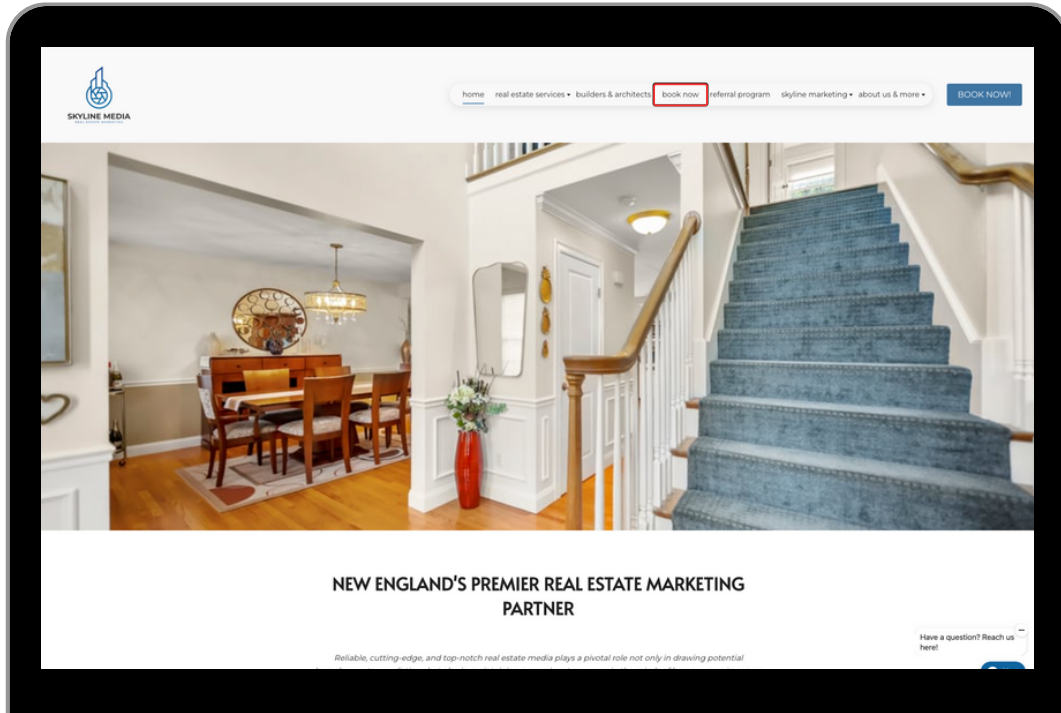 SKYLINE MEDIA
REAL ESTATE MARKETING
home real estate services ▾ builders & architects book now referral program skyline marketing ▾ about us & more ▾
BOOK NOW!
NEW ENGLAND'S PREMIER REAL ESTATE MARKETING
PARTNER
Reliable, cutting-edge, and top-notch real estate media plays a pivotal role not only in drawing potential
Have a question? Reach us
here!